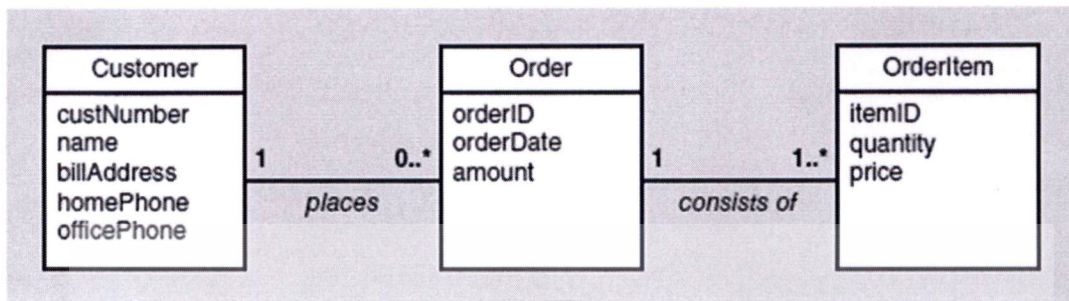 Customer
custNumber
name
billAddress
homePhone
officePhone
1
0..*
places
Order
orderID
orderDate
amount
1
1..*
consists of
OrderItem
itemID
quantity
price